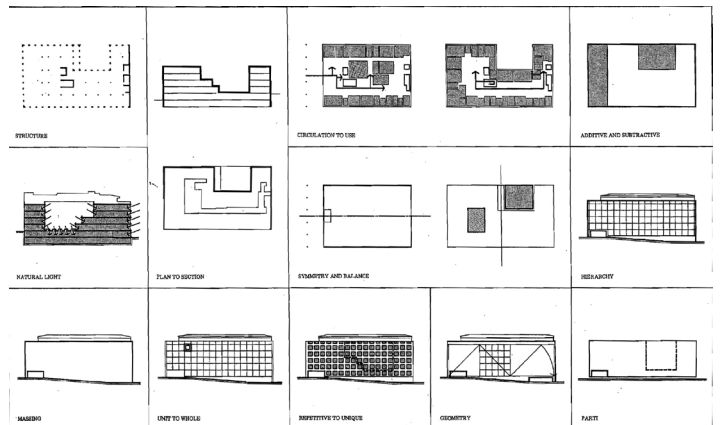 STRUCTURE
CIRCULATION TO USE
ADDITIVE AND SUBTRACTIVE
NATURAL LIGHT
PLAN TO SECTION
SYMMETRY AND BALANCE
HIERARCHY
MASSING
UNIT TO WHOLE
REPETITIVE TO UNIQUE
GEOMETRY
PARTI